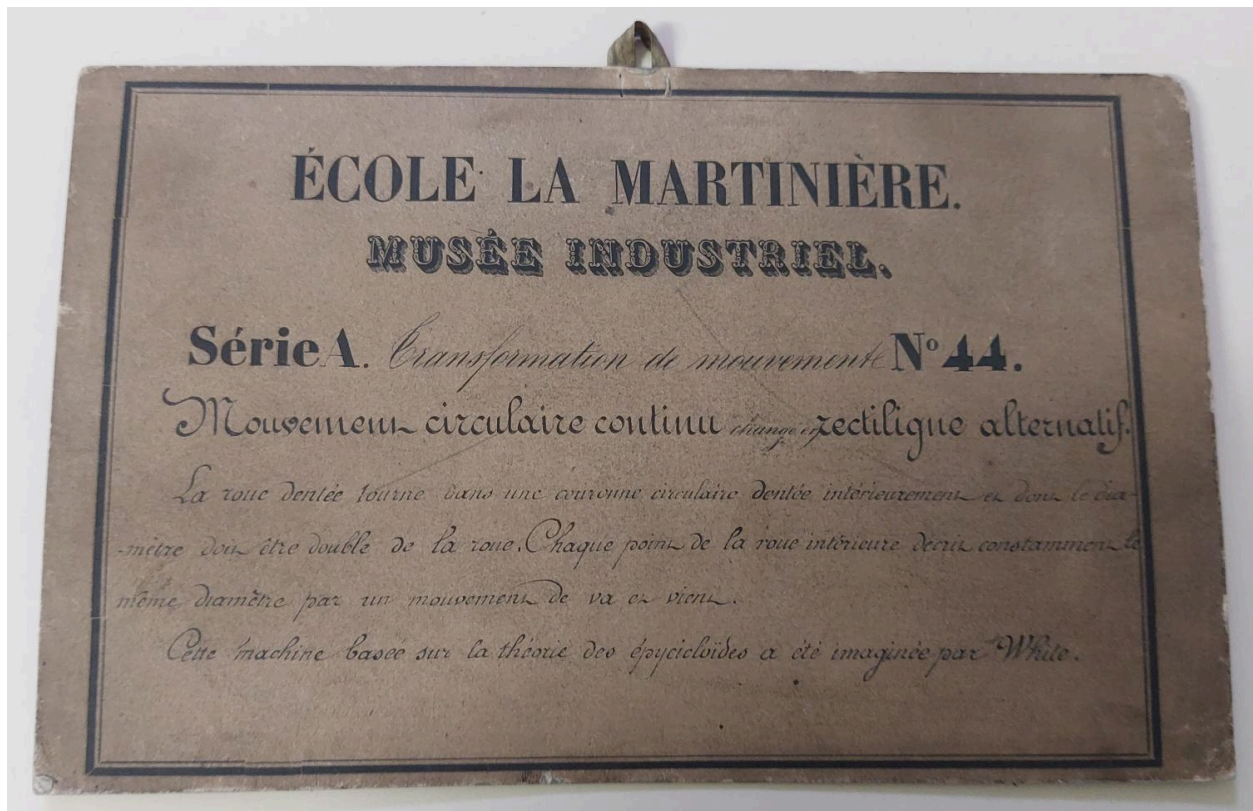 ÉCOLE LA MARTINIÈRE.
MUSÉE INDUSTRIEL.
Série A. Transformation de mouvement Nº 44.
Mouvement circulaire continu changé en rectiligne alternatif.
La roue dentée tourne dans une couronne circulaire dentée intérieurement et dont le dia-
-mètre doit être double de la roue. Chaque point de la roue intérieure décrit constamment le
même diamètre par un mouvement de va et vient.
Cette machine basée sur la théorie des épycicloïdes a été imaginée par White.